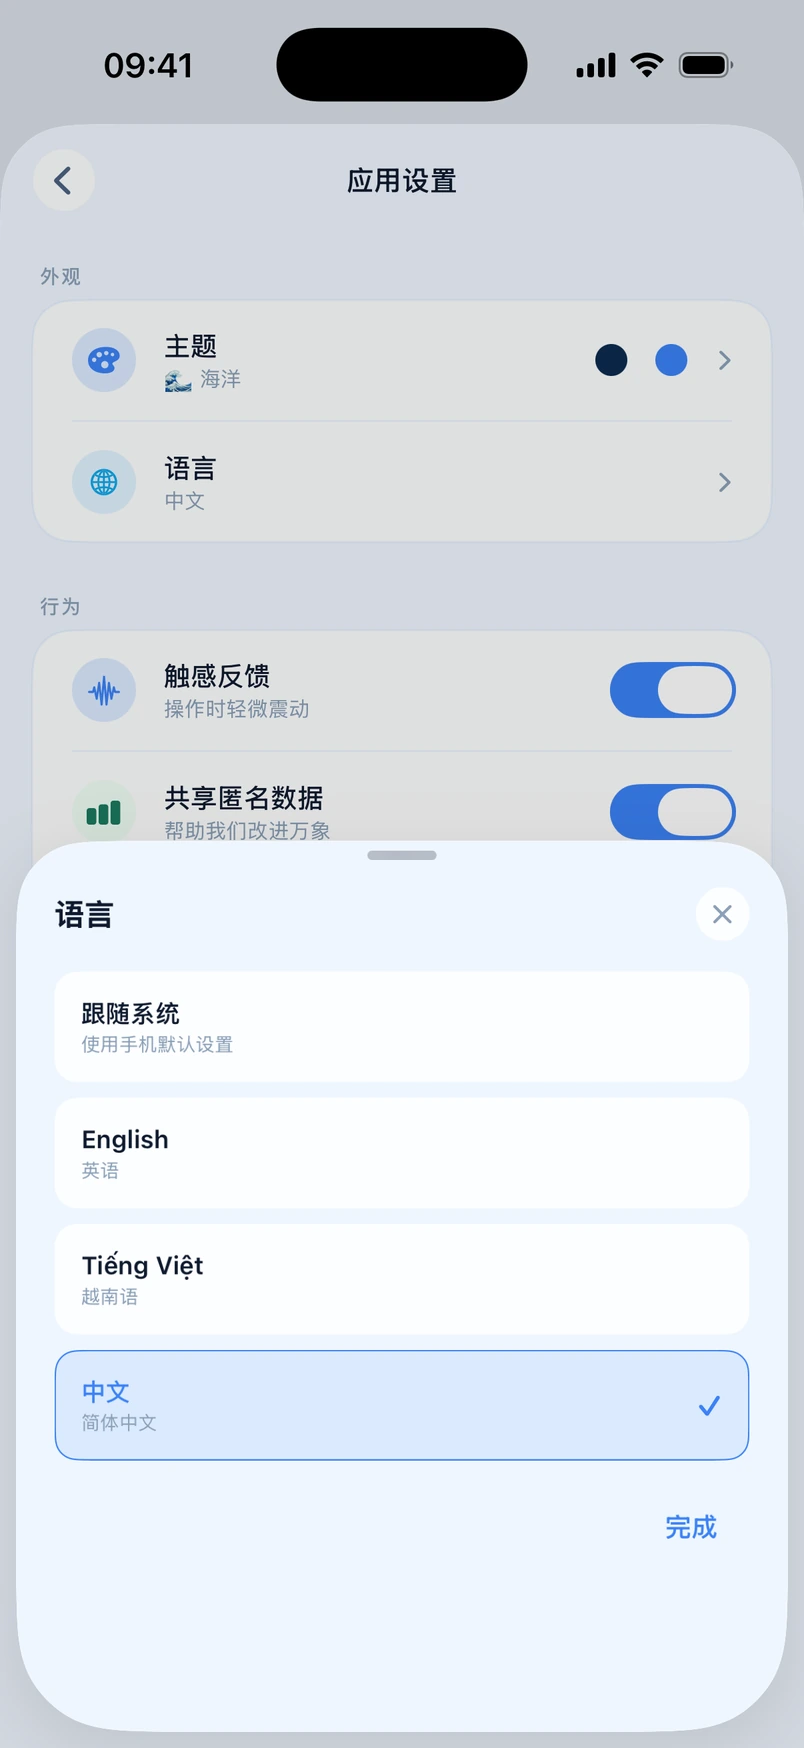 09:41
应用设置
外观
主题
海洋
语言
中文
行为
触感反馈
操作时轻微震动
共享匿名数据
帮助我们改进万象
语言
跟随系统
使用手机默认设置
English
英语
Tiếng Việt
越南语
中文
简体中文
完成